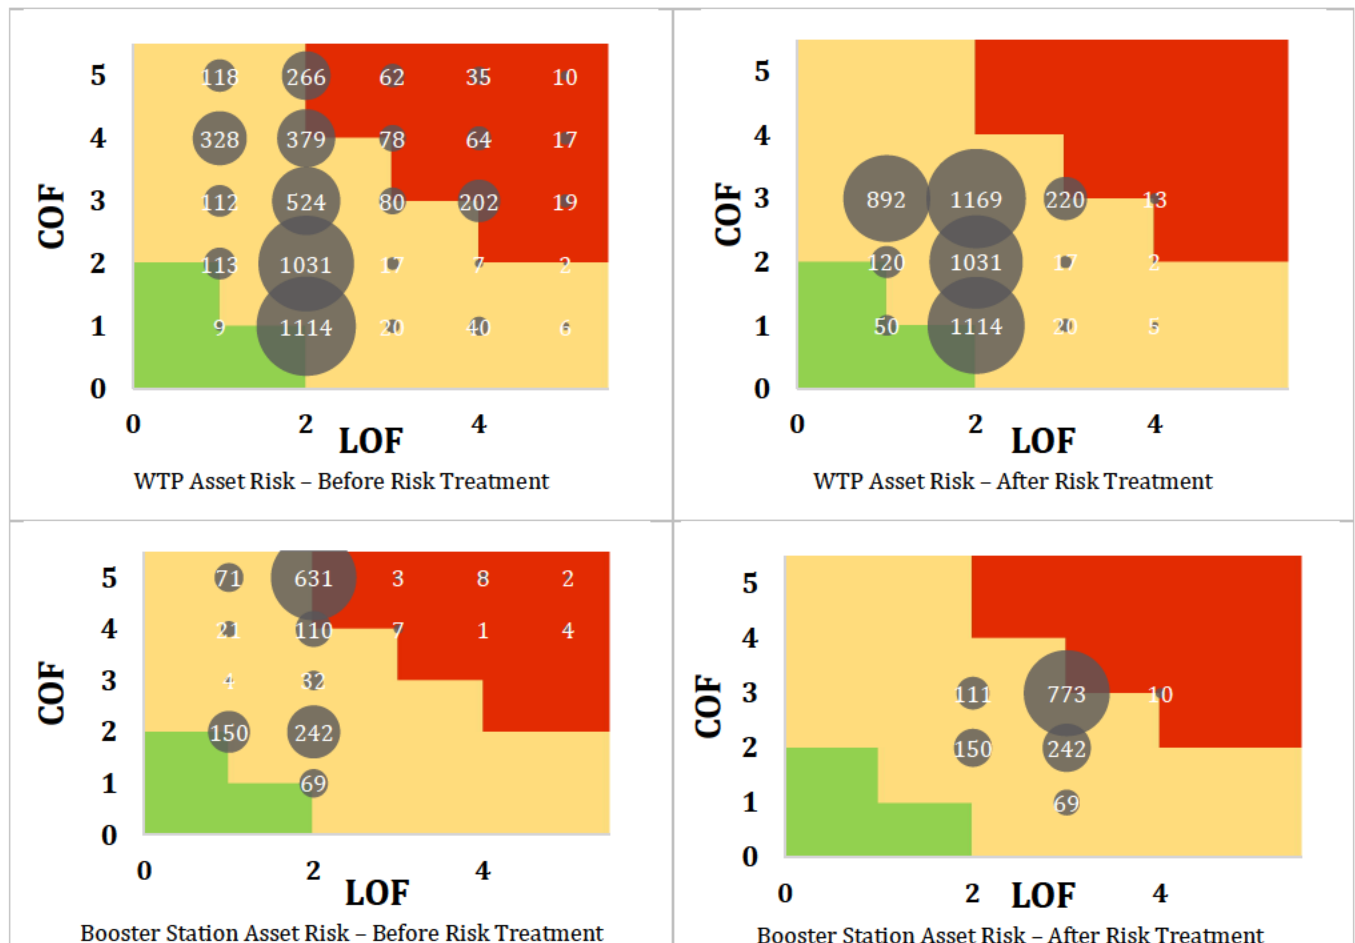 5 118 266 62 35 10
4 328 379 78 64 17
3 112 524 80 202 19
2 113 1031 17 7 2
1 9 1114 20 40 6
0
0 2 4
COF
LOF
WTP Asset Risk – Before Risk Treatment
5
4
3 892 1169 220 13
2 120 1031 17 2
1 50 1114 20 5
0
0 2 4
COF
LOF
WTP Asset Risk – After Risk Treatment
5 71 631 3 8 2
4 21 110 7 1 4
3 4 32
2 150 242
1 69
0
0 2 4
COF
LOF
Booster Station Asset Risk – Before Risk Treatment
5
4
3 111 773 10
2 150 242
1 69
0
0 2 4
COF
LOF
Booster Station Asset Risk – After Risk Treatment